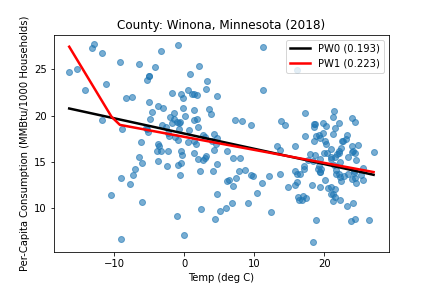 County: Winona, Minnesota (2018)
PW0 (0.193)
PW1 (0.223)
Per-Capita Consumption (MMBtu/1000 Households)
25
20
15
10
−10
0
10
20
Temp (deg C)